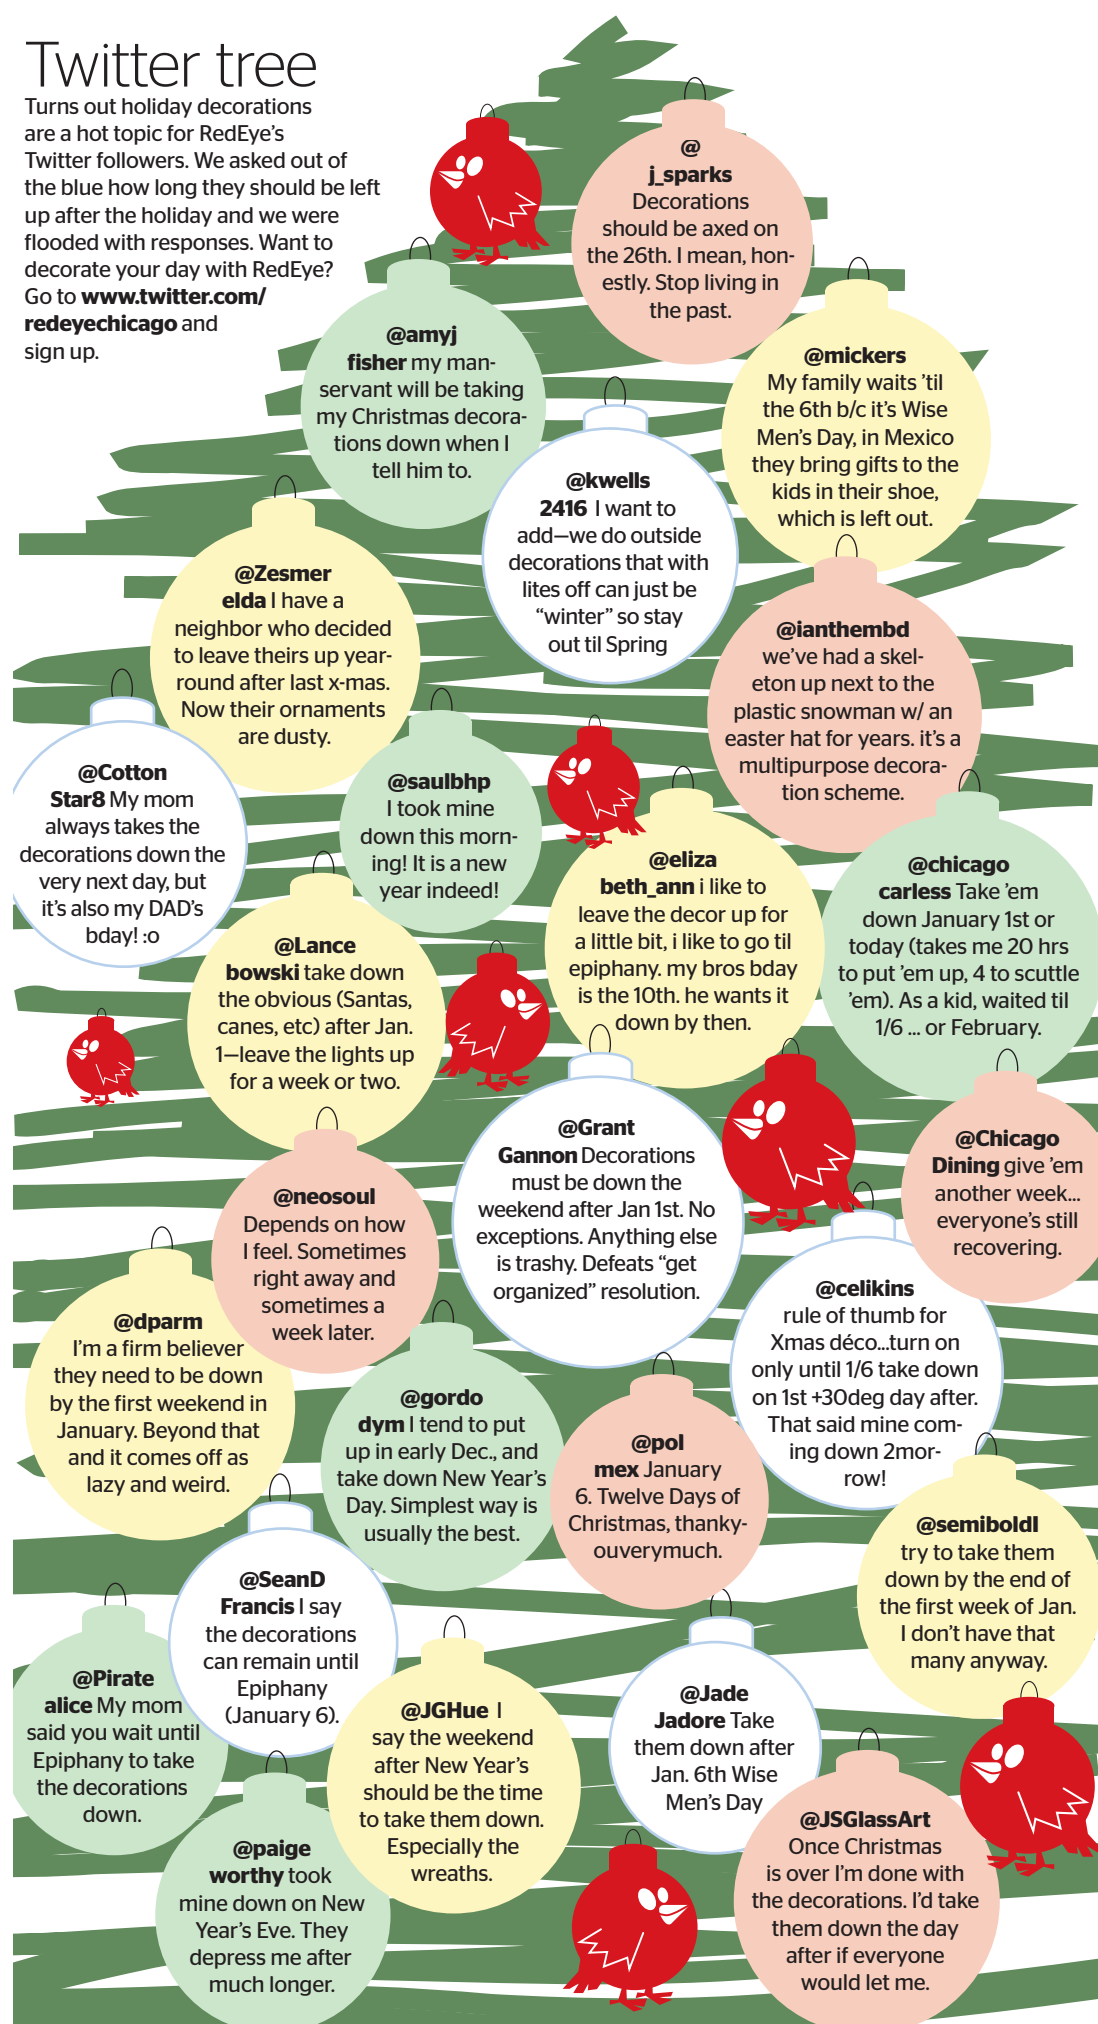 Twitter tree
Turns out holiday decorations
are a hot topic for RedEye’s
Twitter followers. We asked out of
the blue how long they should be left
up after the holiday and we were
flooded with responses. Want to
decorate your day with RedEye?
Go to www.twitter.com/
redeyechicago and
sign up.
@
j_sparks
Decorations
should be axed on
the 26th. I mean, hon-
estly. Stop living in
the past.
@amyj
fisher my man-
servant will be taking
my Christmas decora-
tions down when I
tell him to.
@mickers
My family waits ’til
the 6th b/c it’s Wise
Men’s Day, in Mexico
they bring gifts to the
kids in their shoe,
which is left out.
@kwells
2416 I want to
add—we do outside
decorations that with
lites off can just be
“winter” so stay
out til Spring
@Zesmer
elda I have a
neighbor who decided
to leave theirs up year-
round after last x-mas.
Now their ornaments
are dusty.
@ianthembd
we’ve had a skel-
eton up next to the
plastic snowman w/ an
easter hat for years. it’s a
multipurpose decora-
tion scheme.
@Cotton
Star8 My mom
always takes the
decorations down the
very next day, but
it’s also my DAD’s
bday! :o
@saulbhp
I took mine
down this morn-
ing! It is a new
year indeed!
@eliza
beth_ann i like to
leave the decor up for
a little bit, i like to go til
epiphany. my bros bday
is the 10th. he wants it
down by then.
@chicago
carless Take ’em
down January 1st or
today (takes me 20 hrs
to put ’em up, 4 to scuttle
’em). As a kid, waited til
1/6 ... or February.
@Lance
bowski take down
the obvious (Santas,
canes, etc) after Jan.
1—leave the lights up
for a week or two.
@Grant
Gannon Decorations
must be down the
weekend after Jan 1st. No
exceptions. Anything else
is trashy. Defeats “get
organized” resolution.
@Chicago
Dining give ’em
another week...
everyone’s still
recovering.
@neosoul
Depends on how
I feel. Sometimes
right away and
sometimes a
week later.
@celikins
rule of thumb for
Xmas déco...turn on
only until 1/6 take down
on 1st +30deg day after.
That said mine com-
ing down 2mor-
row!
@dparm
I’m a firm believer
they need to be down
by the first weekend in
January. Beyond that
and it comes off as
lazy and weird.
@gordo
dym I tend to put
up in early Dec., and
take down New Year’s
Day. Simplest way is
usually the best.
@pol
mex January
6. Twelve Days of
Christmas, thanky-
ouverymuch.
@semiboldl
try to take them
down by the end of
the first week of Jan.
I don’t have that
many anyway.
@SeanD
Francis I say
the decorations
can remain until
Epiphany
(January 6).
@Pirate
alice My mom
said you wait until
Epiphany to take
the decorations
down.
@JGHue I
say the weekend
after New Year’s
should be the time
to take them down.
Especially the
wreaths.
@Jade
Jadore Take
them down after
Jan. 6th Wise
Men’s Day
@paige
worthy took
mine down on New
Year’s Eve. They
depress me after
much longer.
@JSGlassArt
Once Christmas
is over I’m done with
the decorations. I’d take
them down the day
after if everyone
would let me.